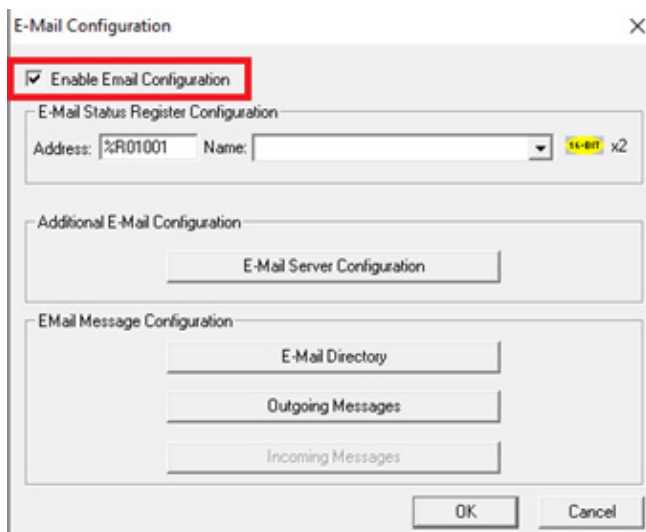 E-Mail Configuration
Enable Email Configuration
E-Mail Status Register Configuration
Address: %R01001 Name: 16-BIT x2
Additional E-Mail Configuration
E-Mail Server Configuration
EMail Message Configuration
E-Mail Directory
Outgoing Messages
Incoming Messages
OK Cancel